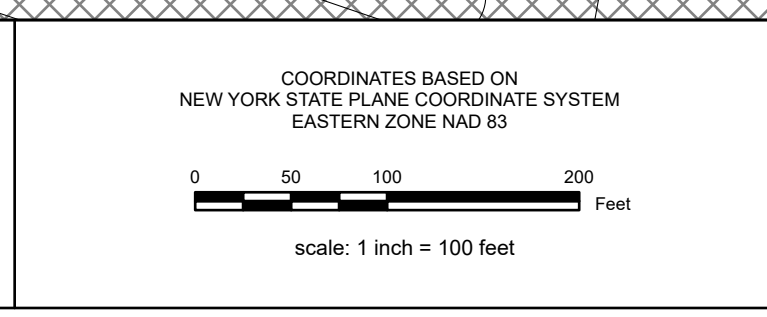 COORDINATES BASED ON
NEW YORK STATE PLANE COORDINATE SYSTEM
EASTERN ZONE NAD 83
0 50 100 200
Feet
scale: 1 inch = 100 feet